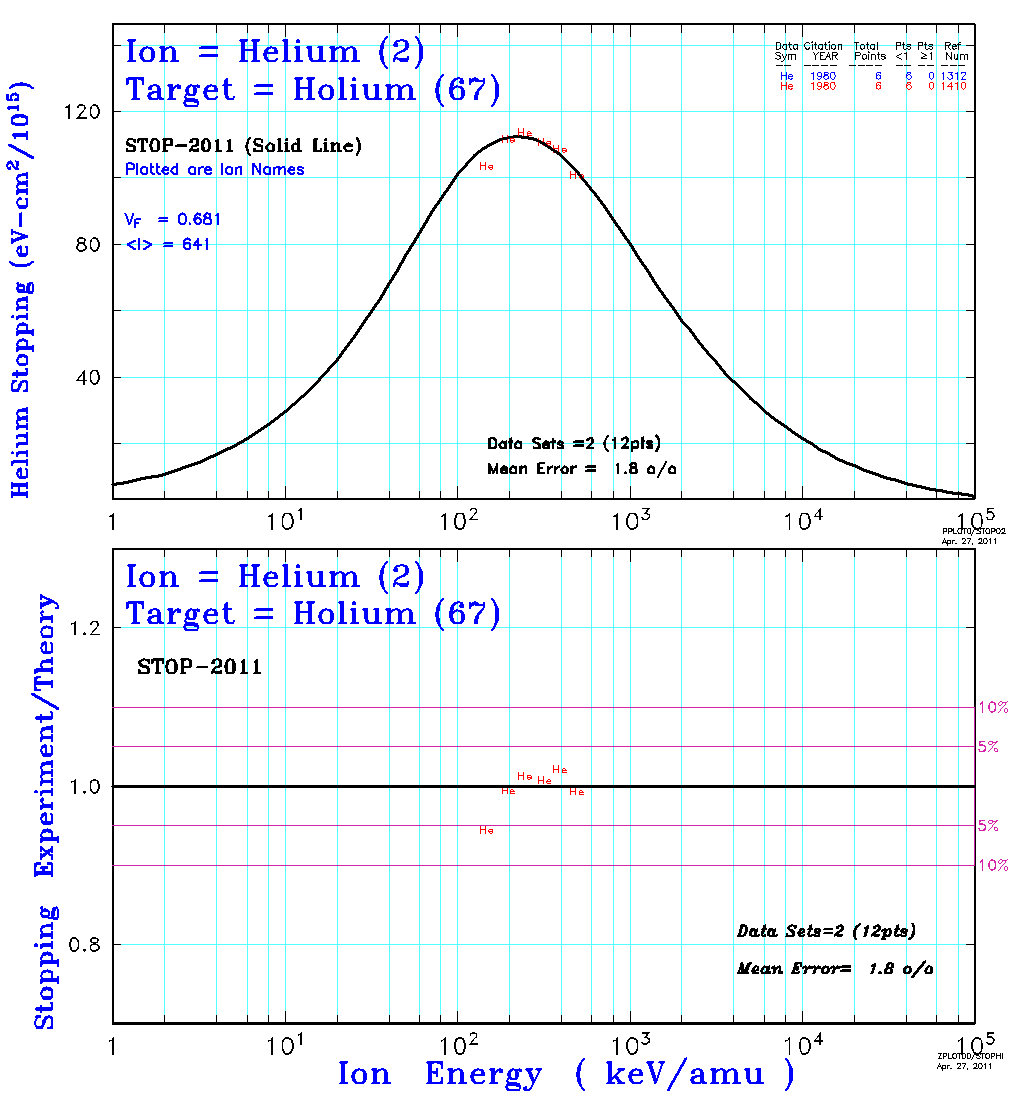 Ion = Helium (2)
Target = Holium (67)
STOP-2011 (Solid Line)
Plotted are Ion Names
VF = 0.681
<I> = 641
Data Citation Total Pts Pts Ref
Sym YEAR Points <1 ≥1 Num
He 1980 6 6 0 1312
He 1980 6 6 0 1410
Helium Stopping (eV-cm²/10¹⁵)
120
80
40
Data Sets =2 (12pts)
Mean Error = 1.8 o/o
1 10¹ 10² 10³ 10⁴ 10⁵
He He He He He He
PPLOT0/STOP02
Apr. 27, 2011
Ion = Helium (2)
Target = Holium (67)
STOP-2011
Stopping Experiment/Theory
1.2
1.0
0.8
10%
5%
5%
10%
He He He He He He
Data Sets=2 (12pts)
Mean Error= 1.8 o/o
1 10¹ 10² 10³ 10⁴ 10⁵
Ion Energy ( keV/amu )
Apr. 27, 2011